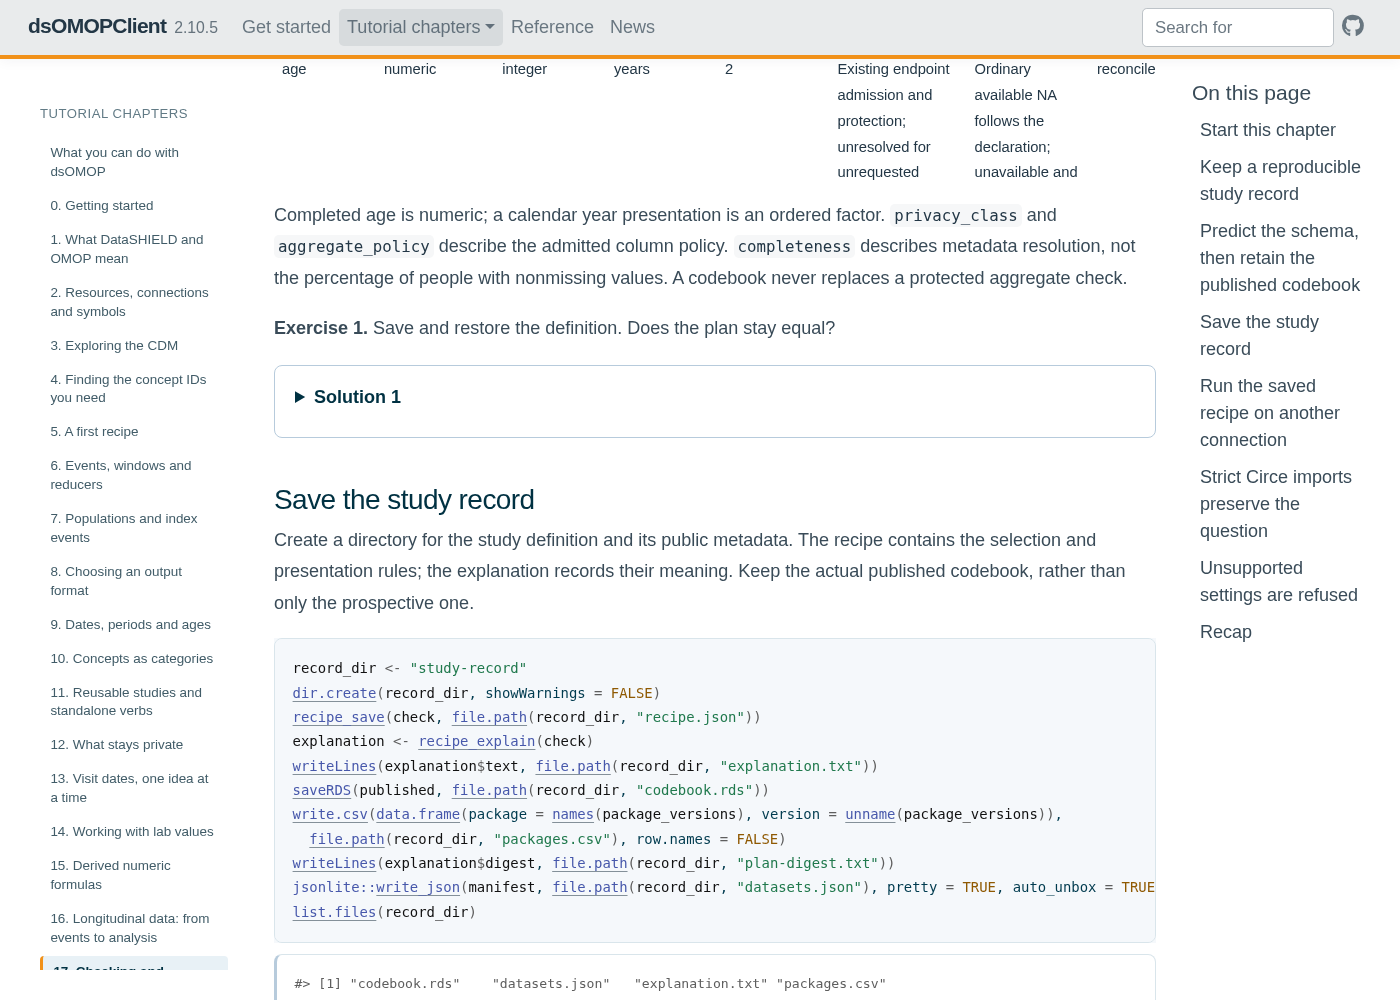 dsOMOPClient 2.10.5 Get started Tutorial chapters Reference News Search for
TUTORIAL CHAPTERS
What you can do with
dsOMOP
0. Getting started
1. What DataSHIELD and
OMOP mean
2. Resources, connections
and symbols
3. Exploring the CDM
4. Finding the concept IDs
you need
5. A first recipe
6. Events, windows and
reducers
7. Populations and index
events
8. Choosing an output
format
9. Dates, periods and ages
10. Concepts as categories
11. Reusable studies and
standalone verbs
12. What stays private
13. Visit dates, one idea at
a time
14. Working with lab values
15. Derived numeric
formulas
16. Longitudinal data: from
events to analysis
age numeric integer years 2 Existing endpoint Ordinary reconcile
admission and available NA
protection; follows the
unresolved for declaration;
unrequested unavailable and
Completed age is numeric; a calendar year presentation is an ordered factor. privacy_class and
aggregate_policy describe the admitted column policy. completeness describes metadata resolution, not
the percentage of people with nonmissing values. A codebook never replaces a protected aggregate check.
Exercise 1. Save and restore the definition. Does the plan stay equal?
Solution 1
Save the study record
Create a directory for the study definition and its public metadata. The recipe contains the selection and
presentation rules; the explanation records their meaning. Keep the actual published codebook, rather than
only the prospective one.
record_dir <- "study-record"
dir.create(record_dir, showWarnings = FALSE)
recipe_save(check, file.path(record_dir, "recipe.json"))
explanation <- recipe_explain(check)
writeLines(explanation$text, file.path(record_dir, "explanation.txt"))
saveRDS(published, file.path(record_dir, "codebook.rds"))
write.csv(data.frame(package = names(package_versions), version = unname(package_versions)),
  file.path(record_dir, "packages.csv"), row.names = FALSE)
writeLines(explanation$digest, file.path(record_dir, "plan-digest.txt"))
jsonlite::write_json(manifest, file.path(record_dir, "datasets.json"), pretty = TRUE, auto_unbox = TRUE
list.files(record_dir)
#> [1] "codebook.rds"    "datasets.json"   "explanation.txt" "packages.csv"
On this page
Start this chapter
Keep a reproducible
study record
Predict the schema,
then retain the
published codebook
Save the study
record
Run the saved
recipe on another
connection
Strict Circe imports
preserve the
question
Unsupported
settings are refused
Recap